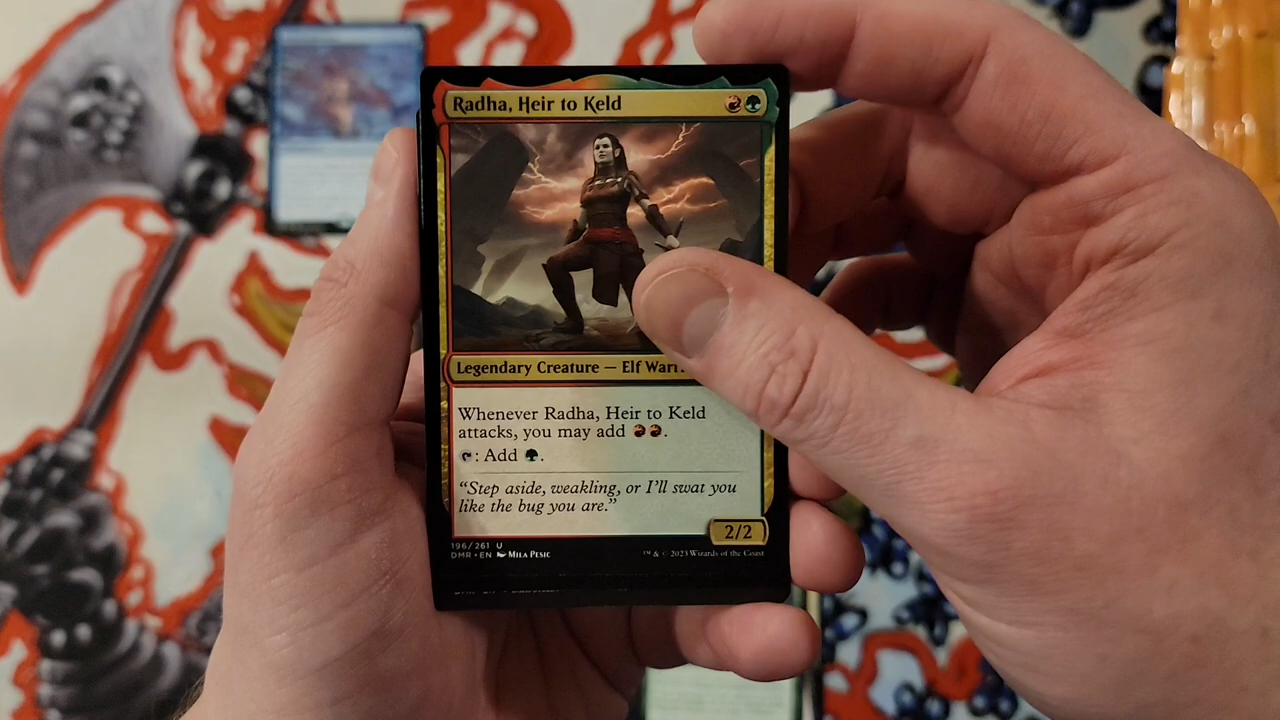 Radha, Heir to Keld
Legendary Creature — Elf Warr
Whenever Radha, Heir to Keld
attacks, you may add
: Add .
“Step aside, weakling, or I’ll swat you
like the bug you are.”
2/2
196/261 U
DMR • EN Mila Pesic
™ & © 2023 Wizards of the Coast